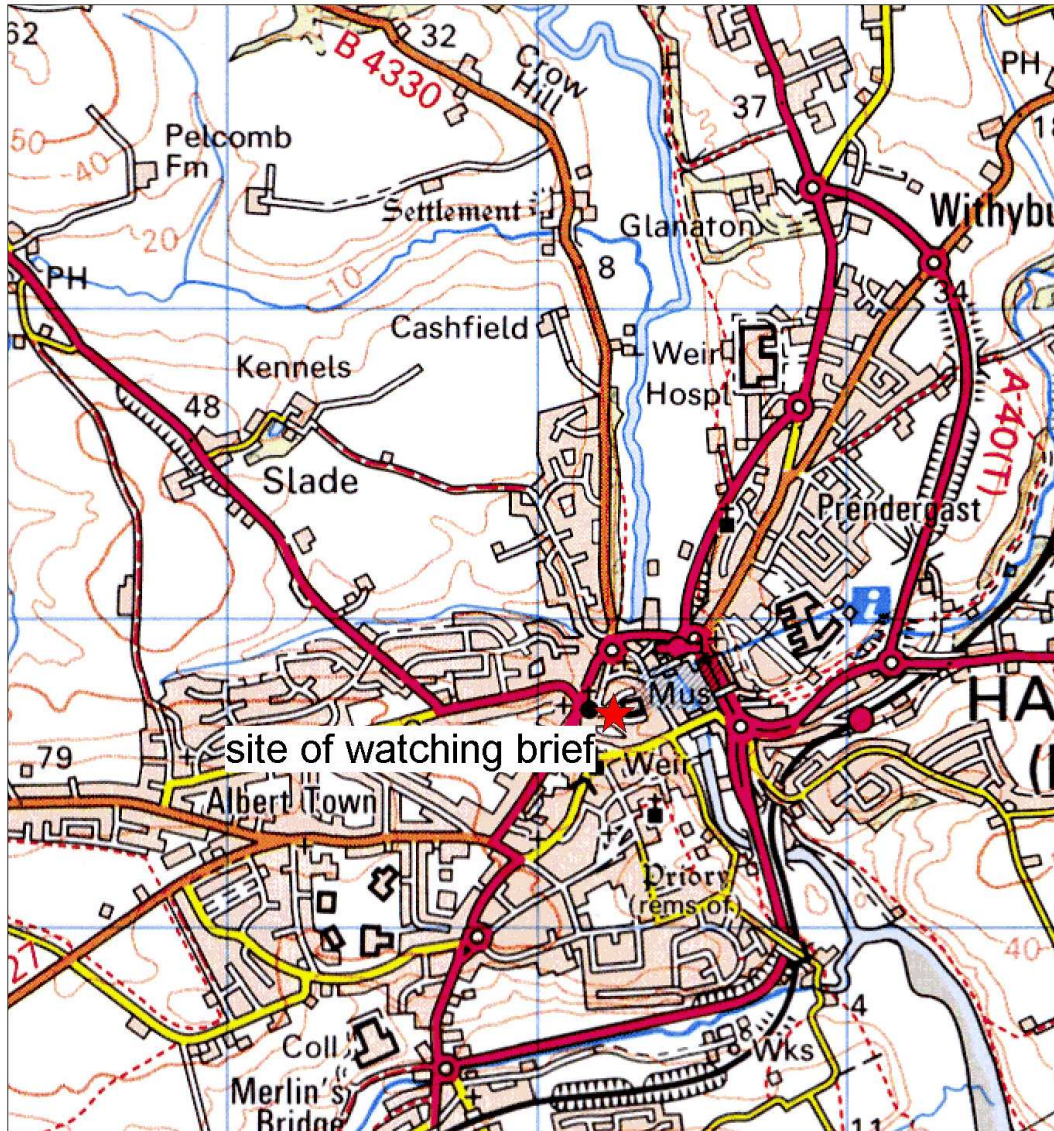 62
32
B 4330
Crow
Hill
37
PH
Pelcomb
Fm
50
40
Settlement
Glanafon
Withybu
20
10
8
PH
34
Cashfield
Weir
Hospl
Kennels
48
A 40(T)
Slade
Prendergast
i
Mus
HA
site of watching brief
79
Weir
Albert Town
Priory
(rems of)
40
27
4
Coll
Wks
Merlin's
Bridge
11